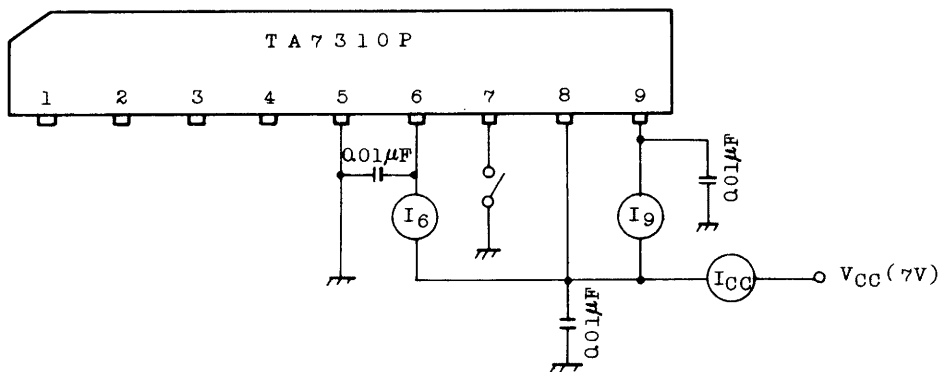 TA7310P
1 2 3 4 5 6 7 8 9
0.01μF
0.01μF
I6
I9
ICC
VCC(7V)
0.01μF